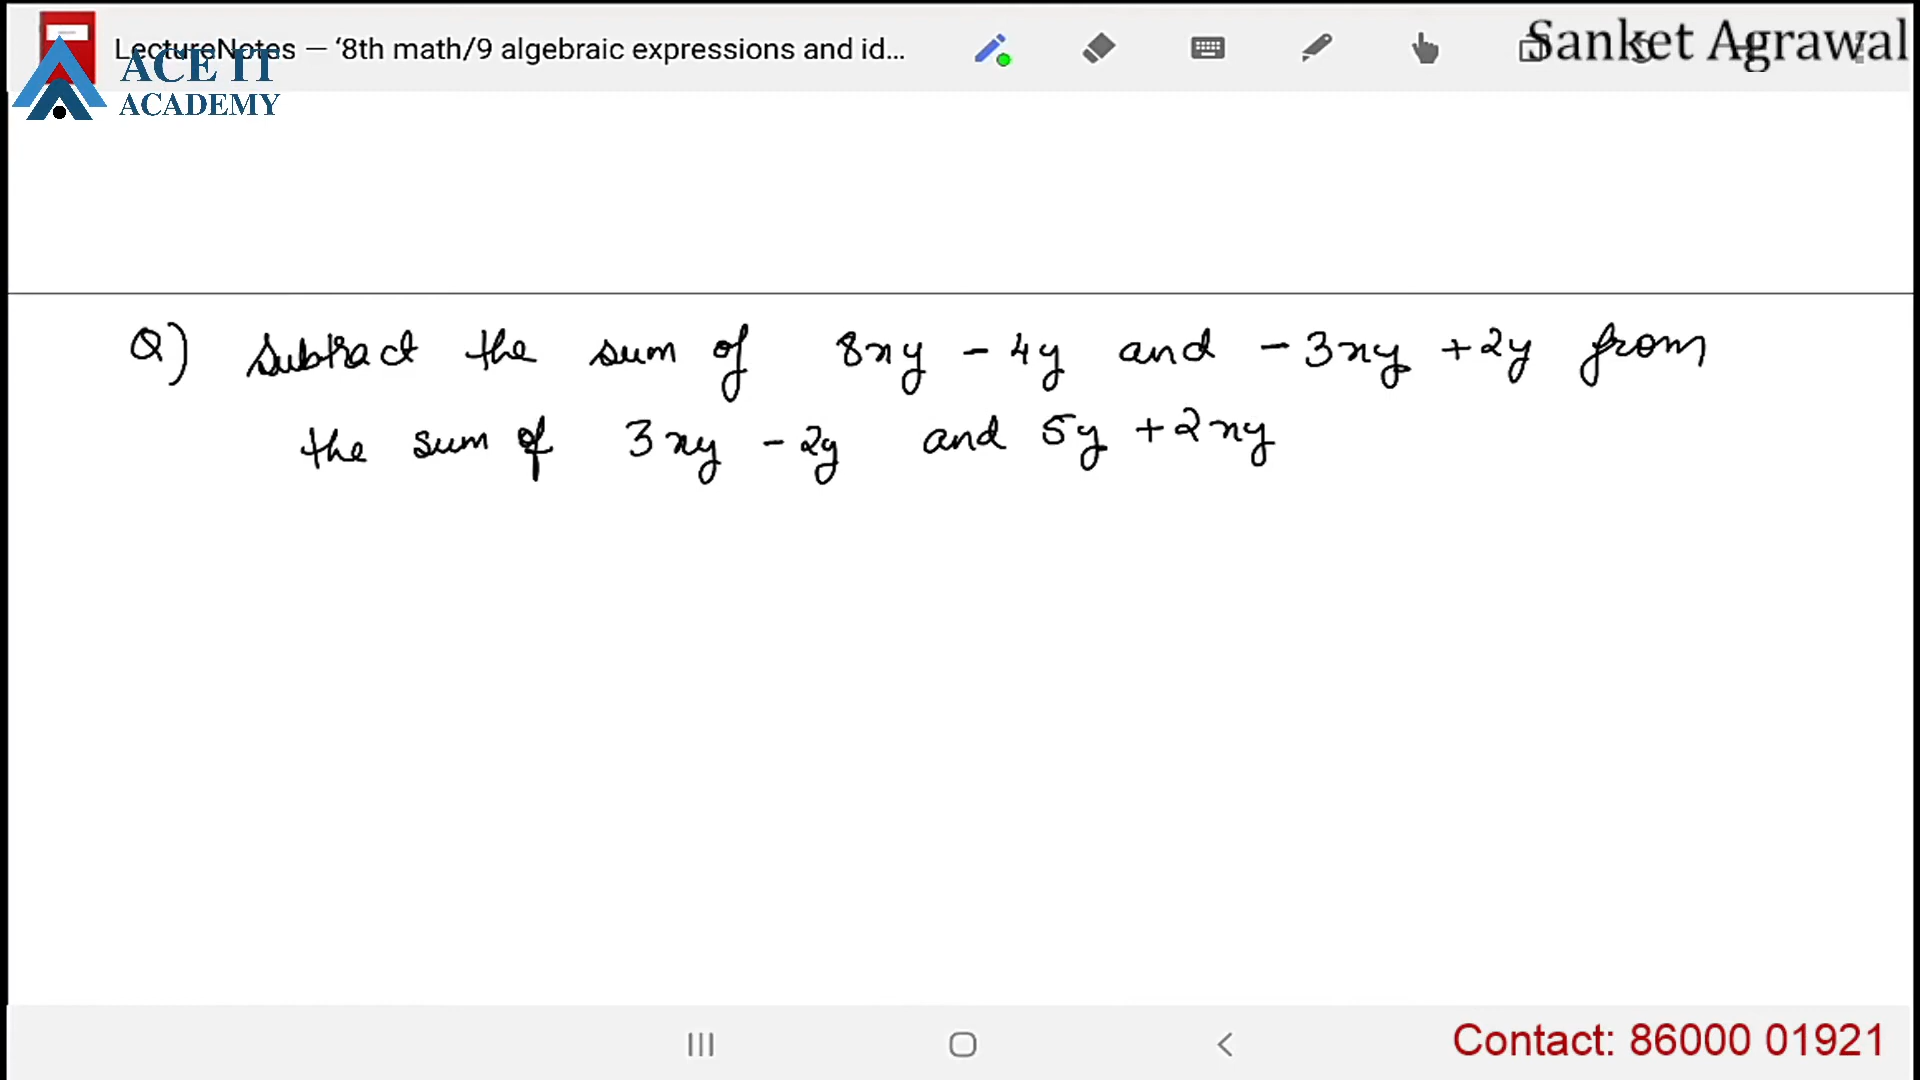 LectureNotes — ‘8th math/9 algebraic expressions and id...
Sanket Agrawal
ACE IT
ACADEMY
Q) subtract the sum of 8xy - 4y and - 3xy + 2y from
the sum of 3xy - 2y and 5y + 2xy
Contact: 86000 01921